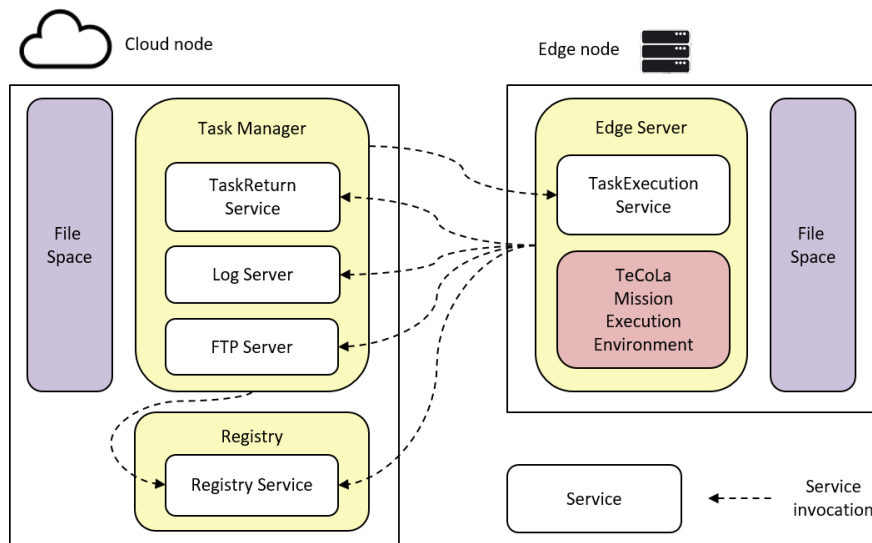 Cloud node
Edge node
File
Space
Task Manager
TaskReturn
Service
Log Server
FTP Server
Registry
Registry Service
Edge Server
TaskExecution
Service
TeCoLa
Mission
Execution
Environment
File
Space
Service
Service
invocation